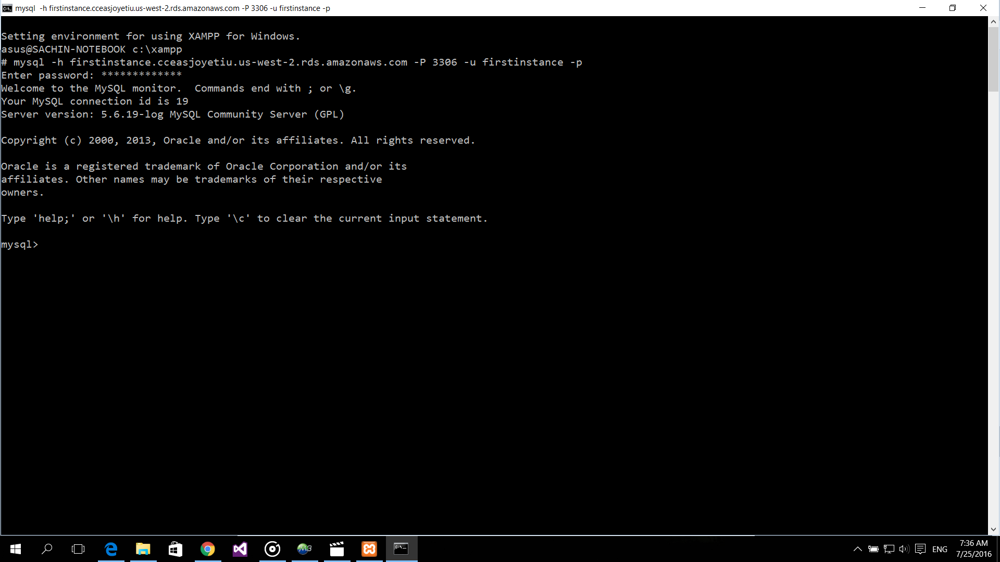 mysql  -h firstinstance.cceasjoyetiu.us-west-2.rds.amazonaws.com -P 3306 -u firstinstance -p
Setting environment for using XAMPP for Windows.
asus@SACHIN-NOTEBOOK c:\xampp
# mysql -h firstinstance.cceasjoyetiu.us-west-2.rds.amazonaws.com -P 3306 -u firstinstance -p
Enter password: *************
Welcome to the MySQL monitor.  Commands end with ; or \g.
Your MySQL connection id is 19
Server version: 5.6.19-log MySQL Community Server (GPL)
Copyright (c) 2000, 2013, Oracle and/or its affiliates. All rights reserved.
Oracle is a registered trademark of Oracle Corporation and/or its
affiliates. Other names may be trademarks of their respective
owners.
Type 'help;' or '\h' for help. Type '\c' to clear the current input statement.
mysql>
ENG
7:36 AM
7/25/2016